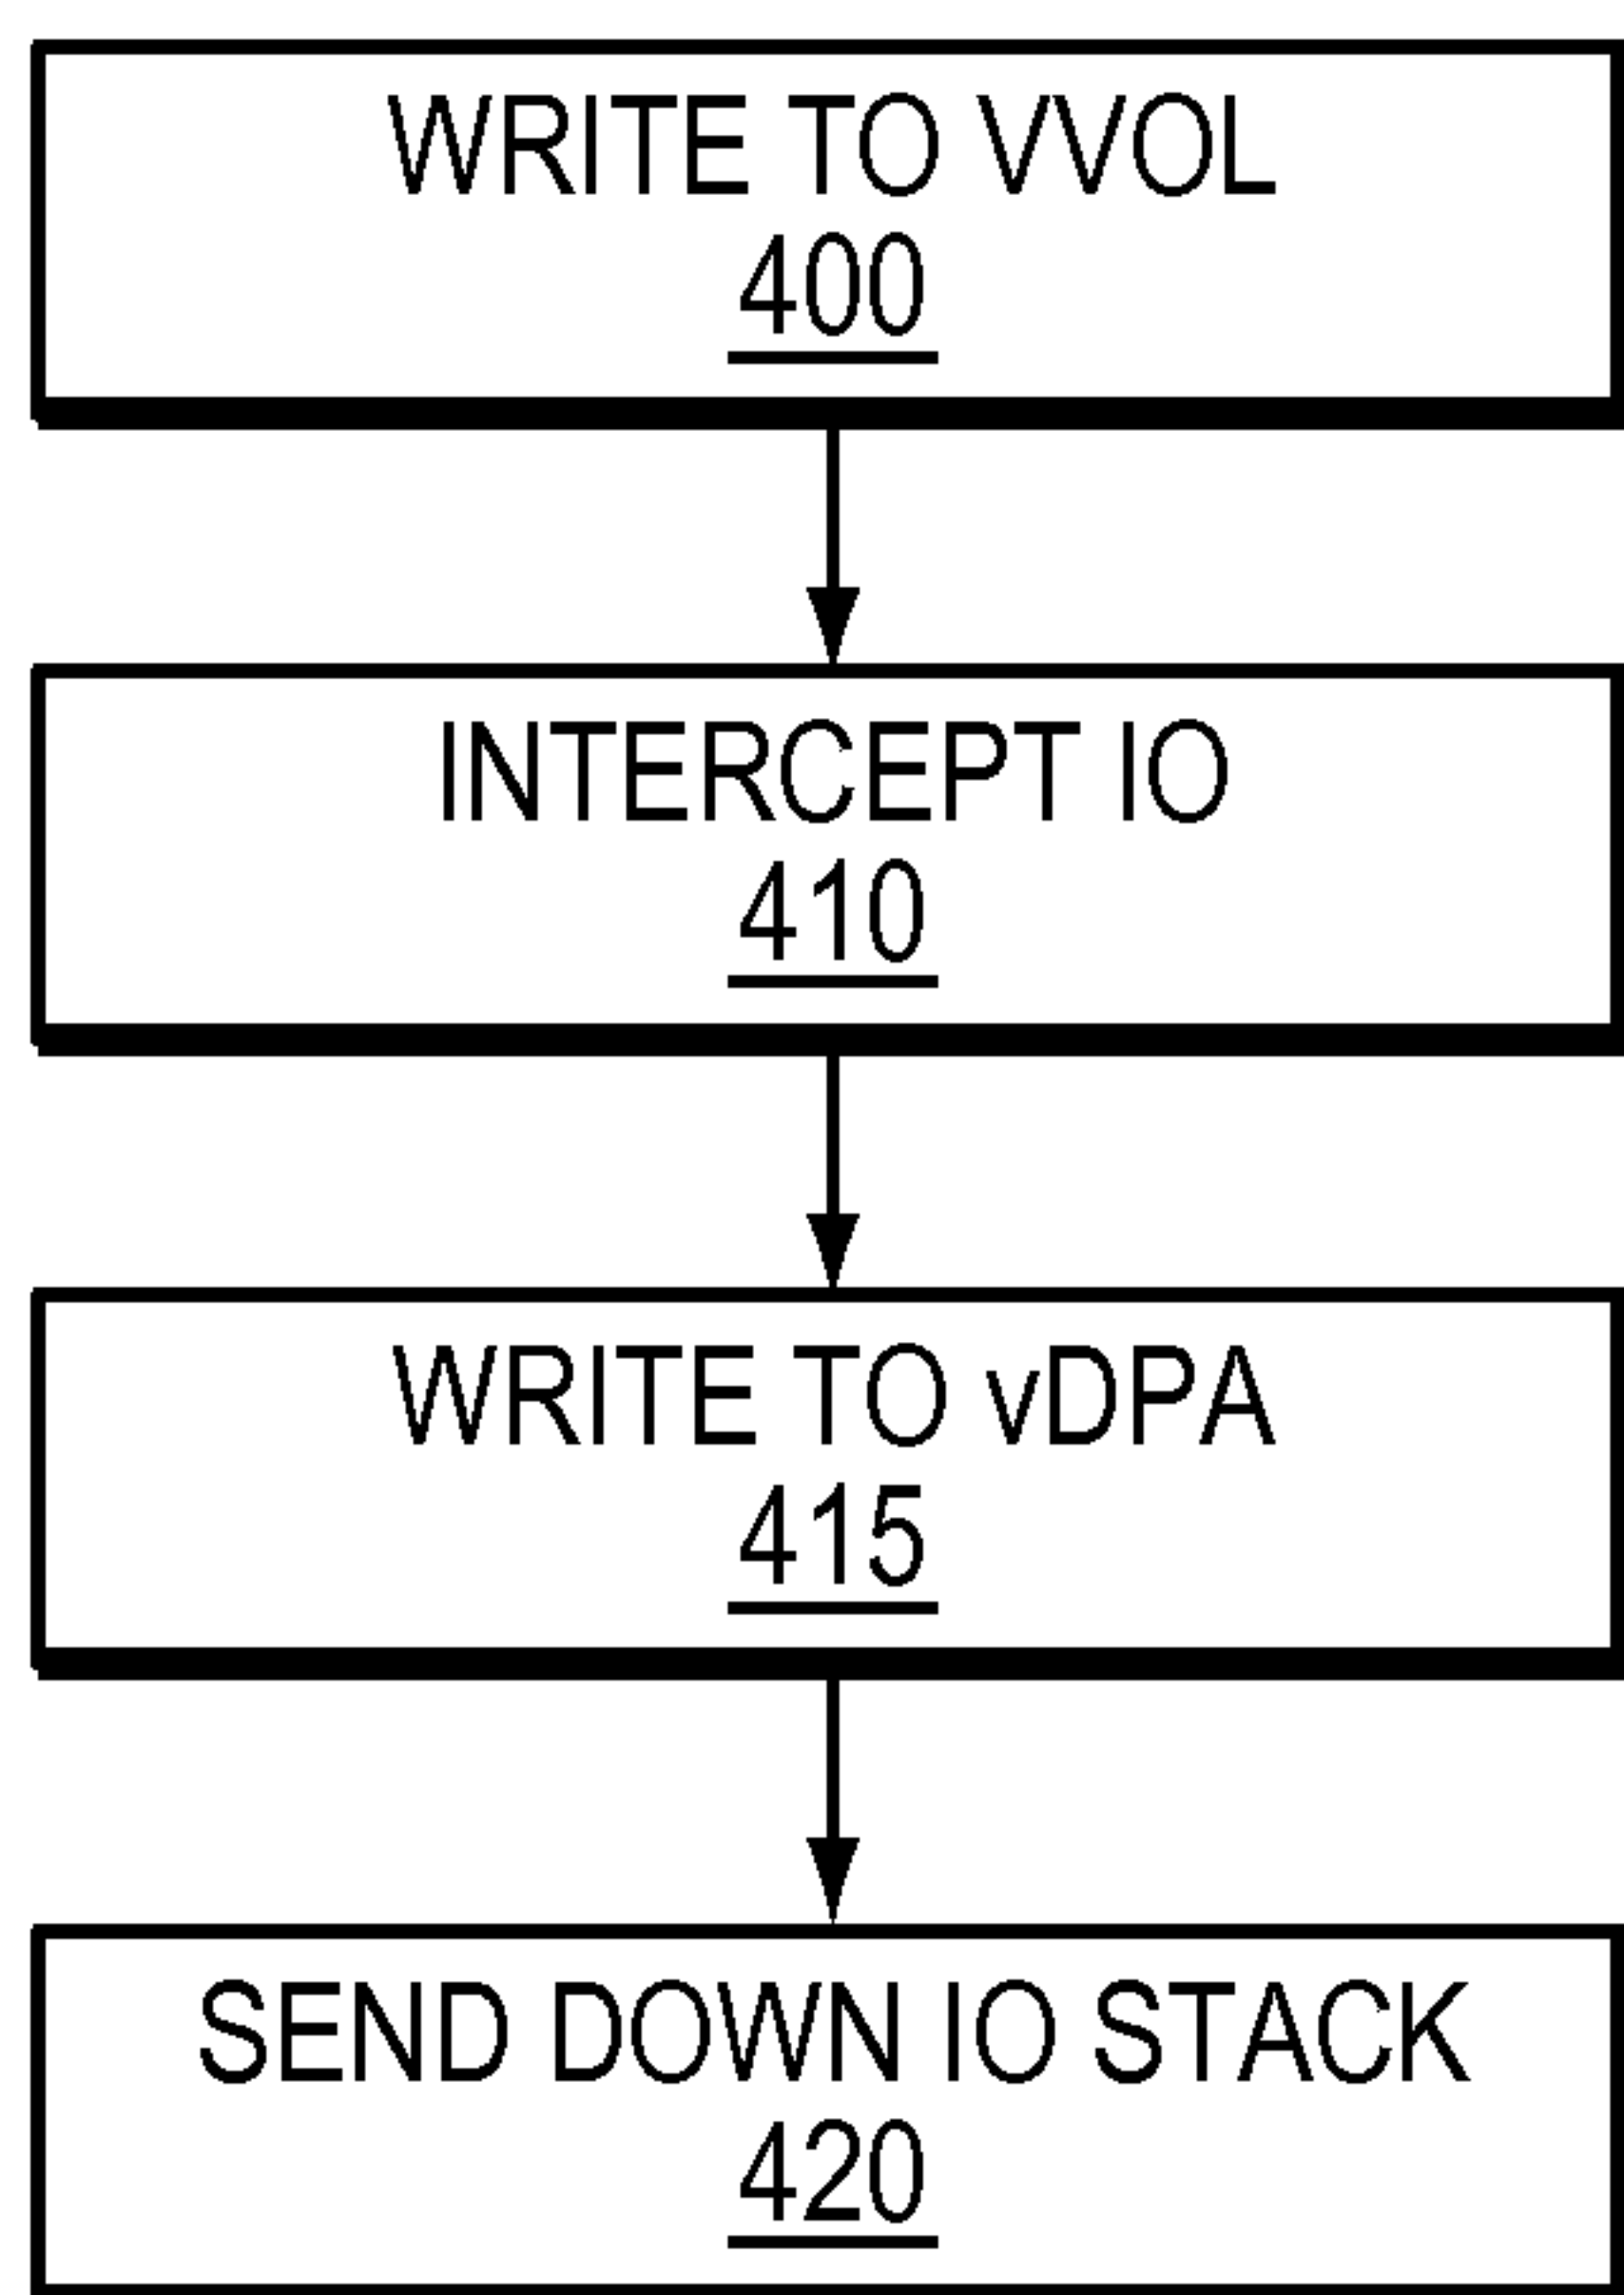 WRITE TO VVOL
400
INTERCEPT IO
410
WRITE TO vDPA
415
SEND DOWN IO STACK
420